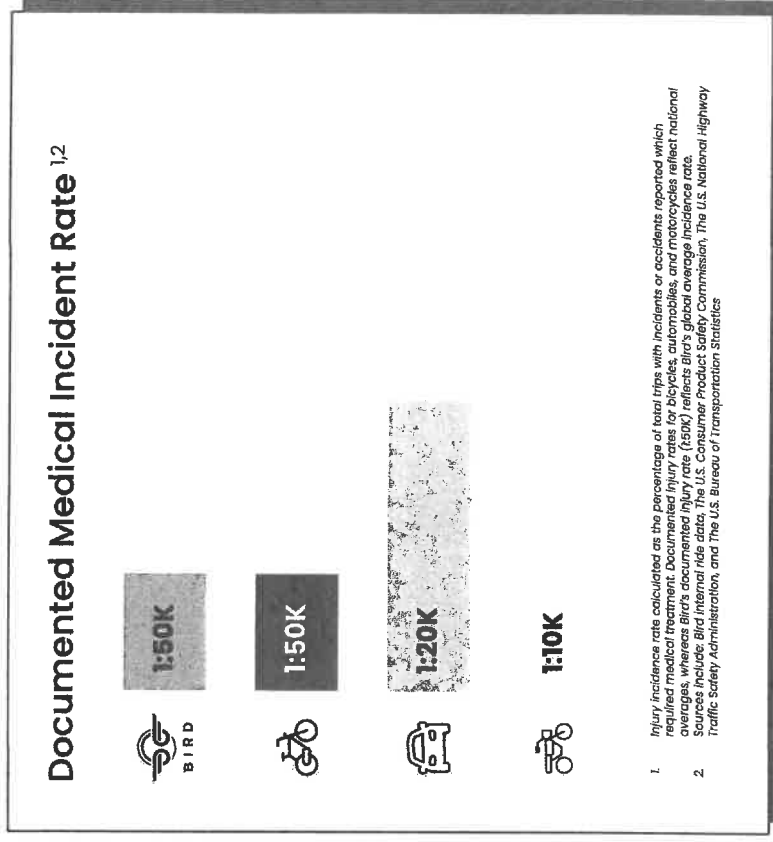 Documented Medical Incident Rate 1,2
BIRD
1:50K
1:50K
1:20K
1:10K
1. Injury incidence rate calculated as the percentage of total trips with incidents or accidents reported which
required medical treatment. Documented injury rates for bicycles, automobiles, and motorcycles reflect national
averages, whereas Bird's documented injury rate (1:50K) reflects Bird's global average incidence rate.
2. Sources include: Bird internal ride data, The U.S. Consumer Product Safety Commission, The U.S. National Highway
Traffic Safety Administration, and The U.S. Bureau of Transportation Statistics